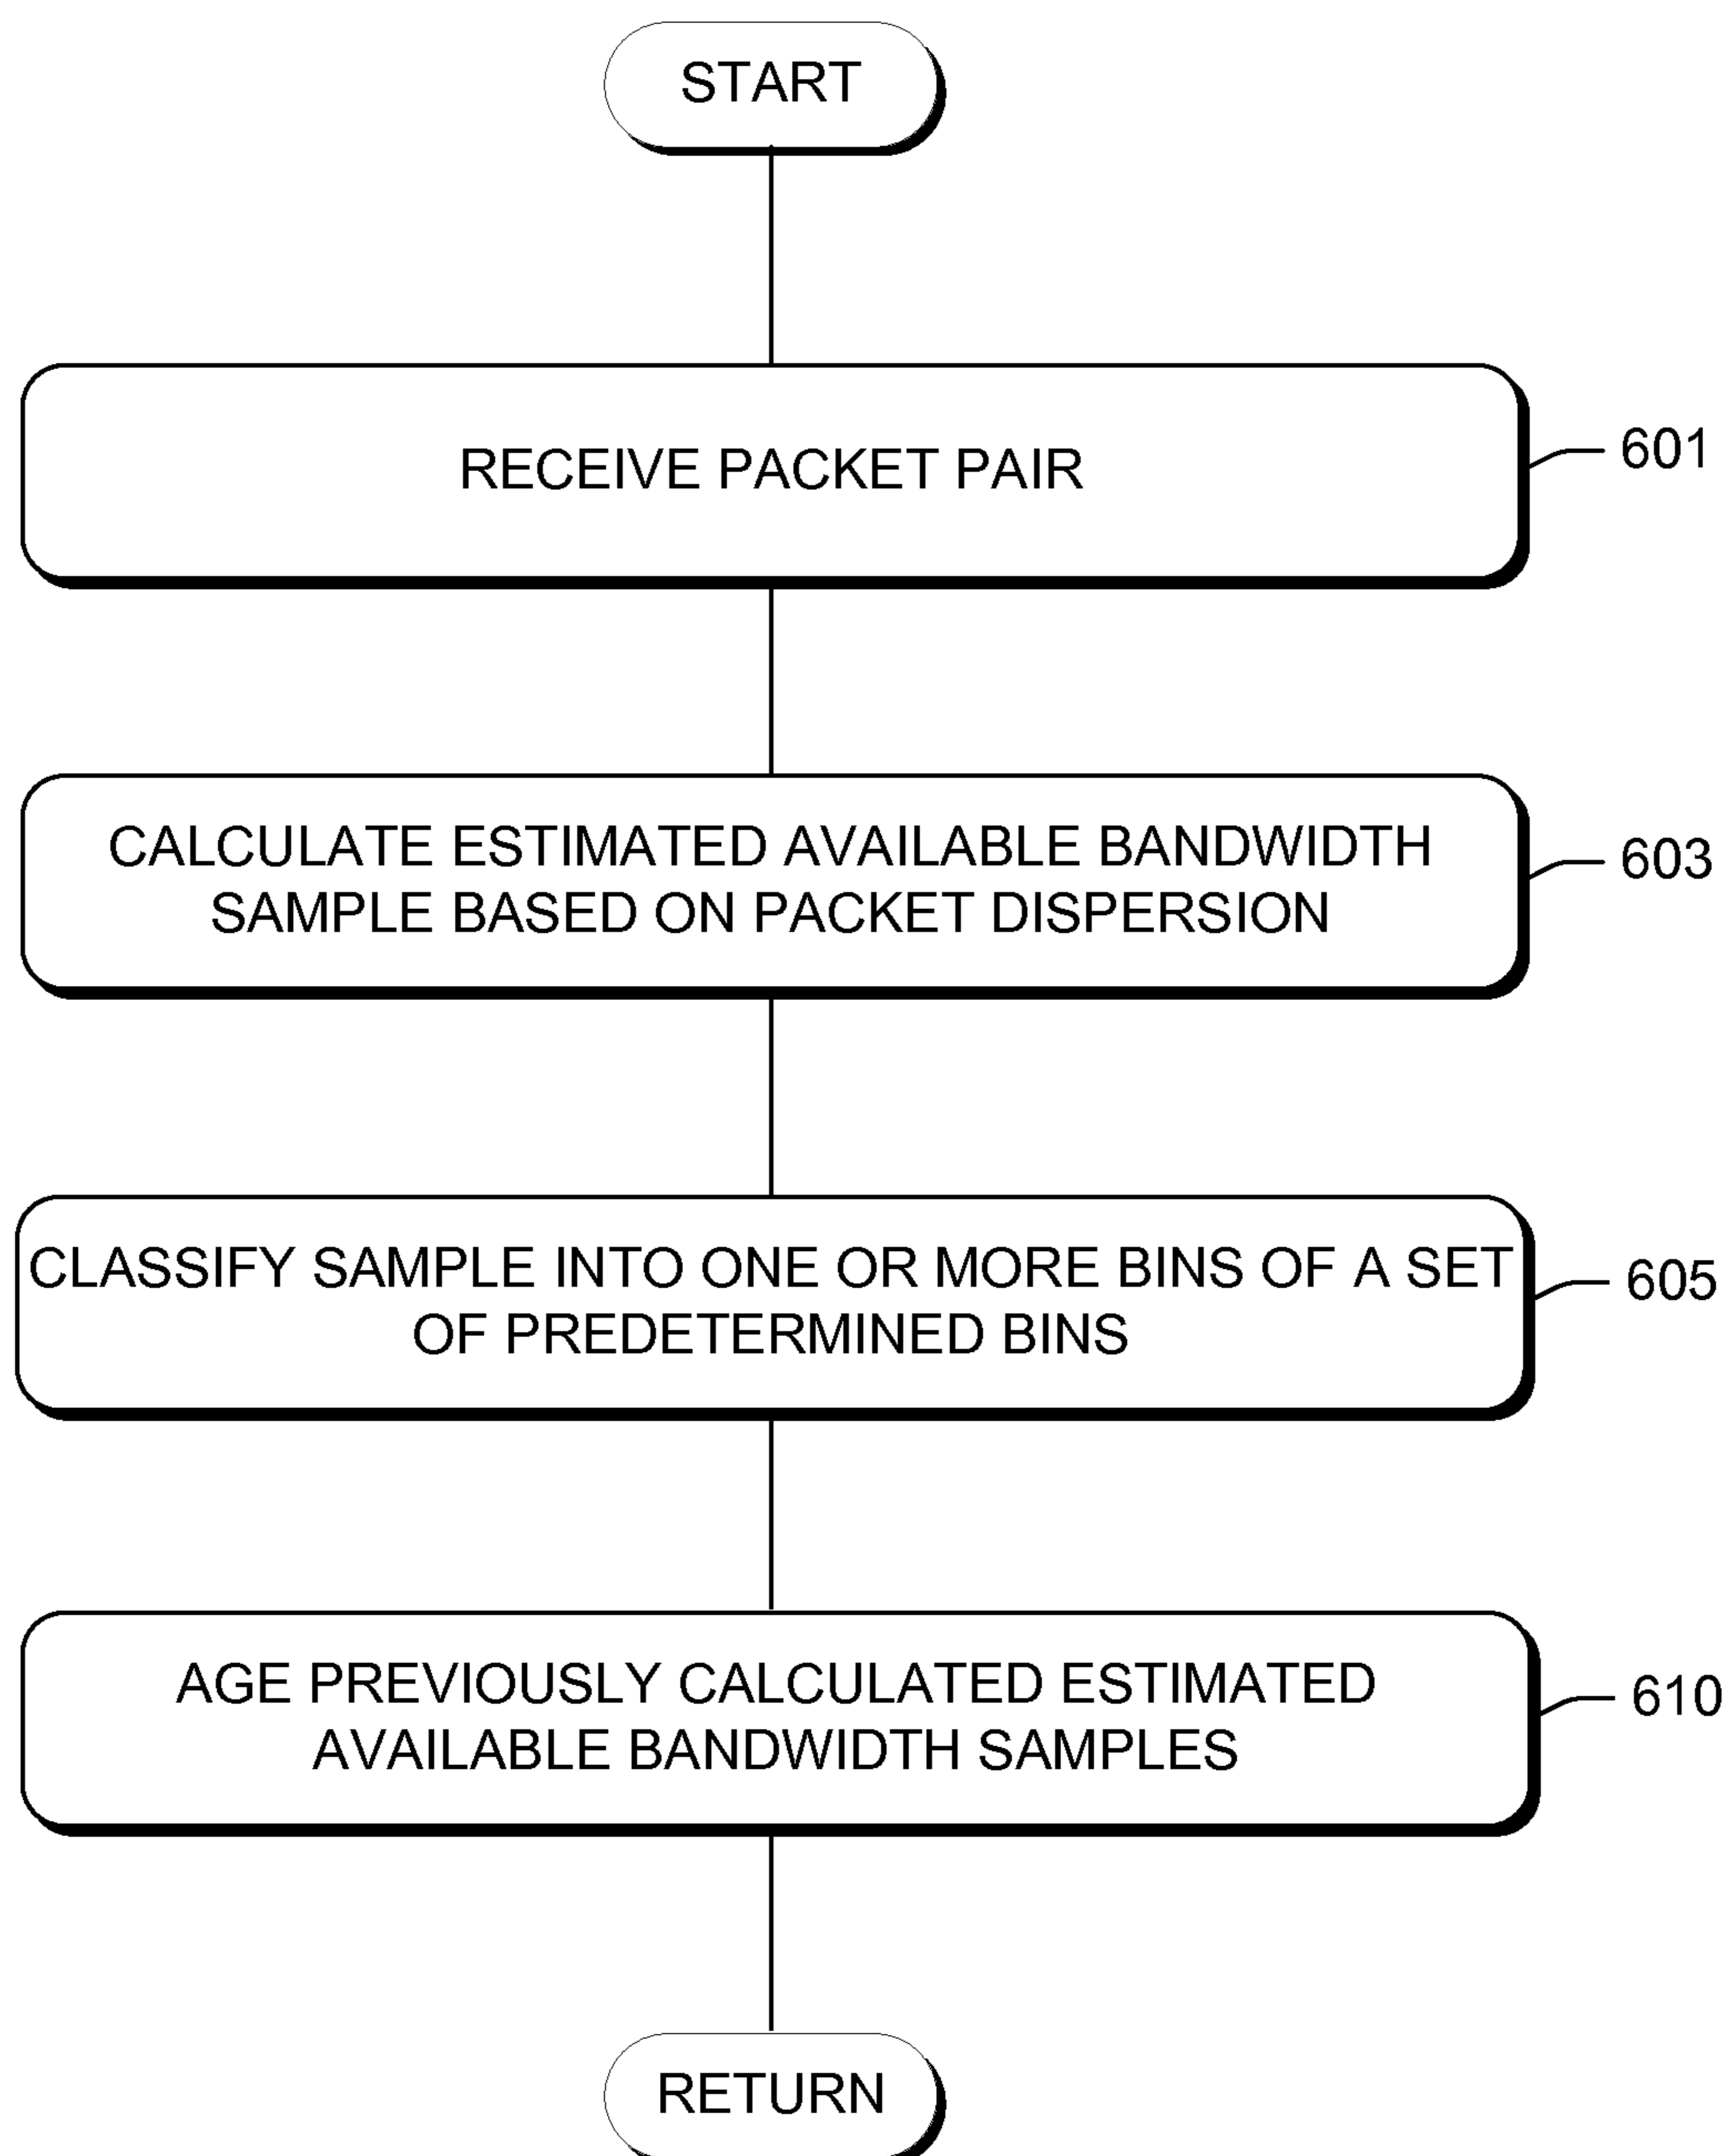 START
RECEIVE PACKET PAIR
601
CALCULATE ESTIMATED AVAILABLE BANDWIDTH
SAMPLE BASED ON PACKET DISPERSION
603
CLASSIFY SAMPLE INTO ONE OR MORE BINS OF A SET
OF PREDETERMINED BINS
605
AGE PREVIOUSLY CALCULATED ESTIMATED
AVAILABLE BANDWIDTH SAMPLES
610
RETURN